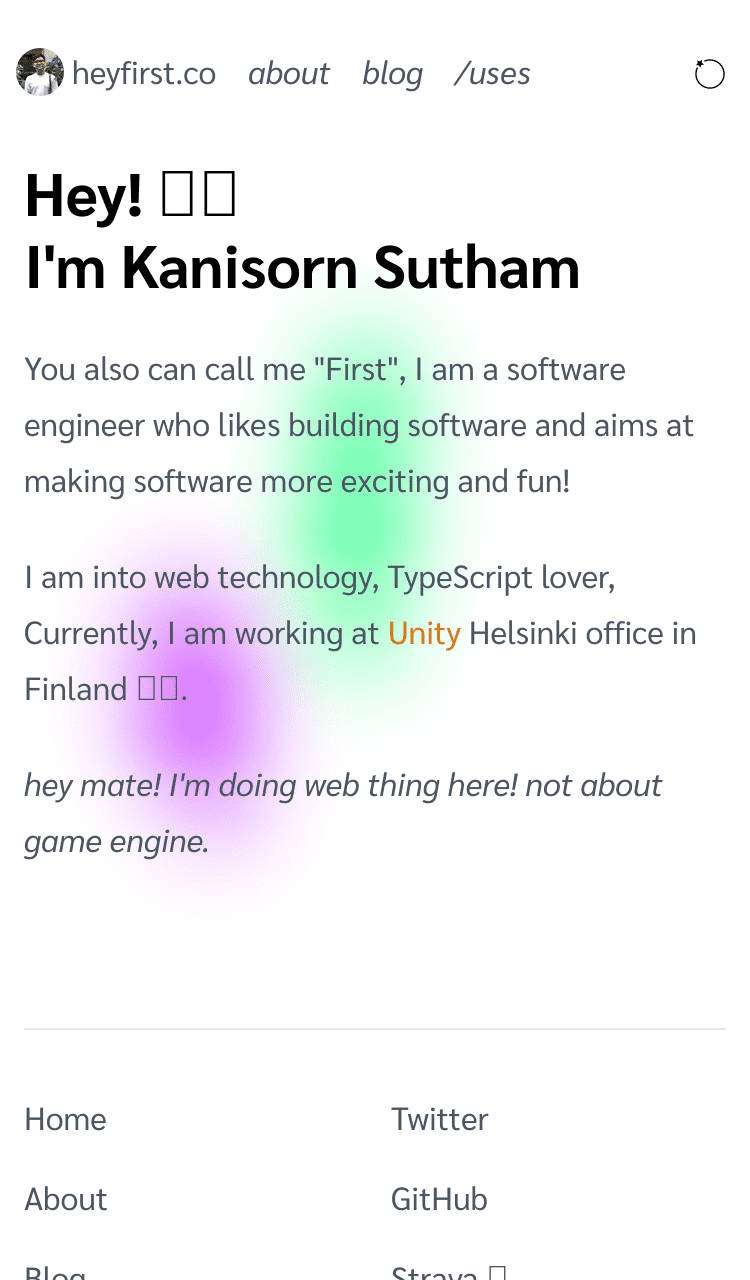 heyfirst.co about blog /uses
Hey!
I'm Kanisorn Sutham
You also can call me "First", I am a software
engineer who likes building software and aims at
making software more exciting and fun!
I am into web technology, TypeScript lover,
Currently, I am working at Unity Helsinki office in
Finland .
hey mate! I'm doing web thing here! not about
game engine.
Home Twitter
About GitHub
Blog Strava